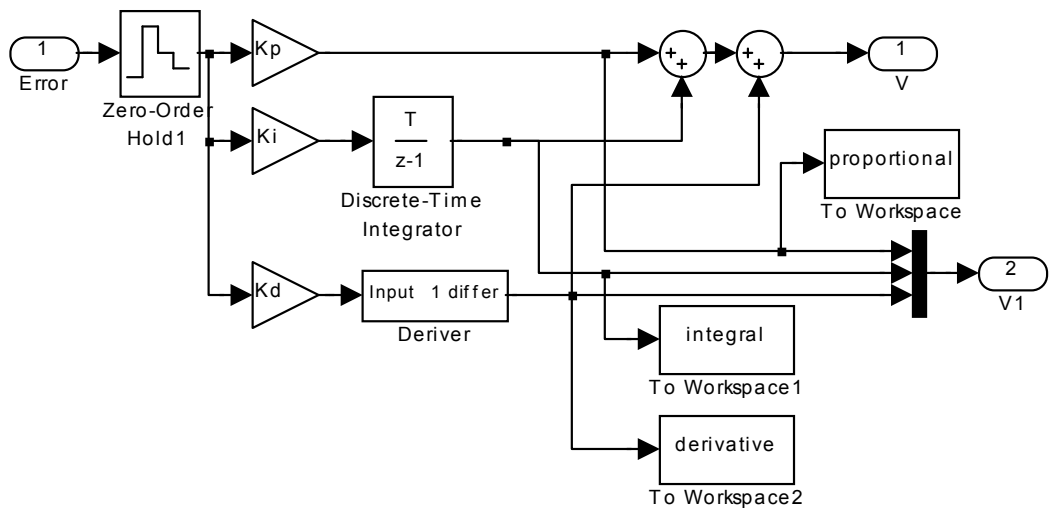 1
Error
Zero-Order
Hold1
Kp
Ki
Kd
T
z-1
Discrete-Time
Integrator
Input 1 differ
Deriver
+
+
+
+
1
V
proportional
To Workspace
2
V1
integral
To Workspace1
derivative
To Workspace2